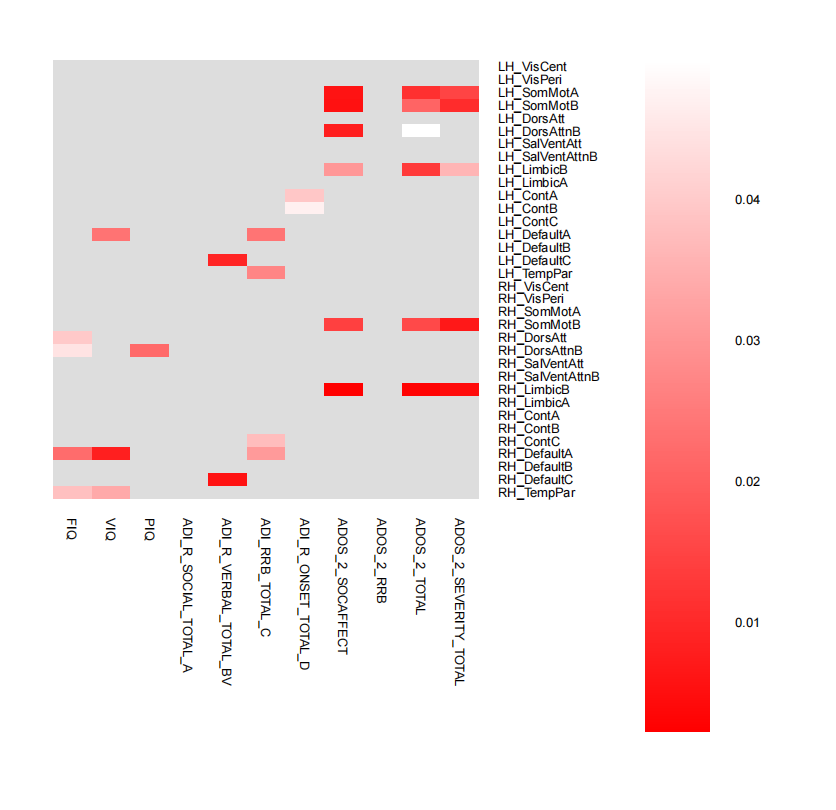 LH_VisCent
LH_VisPeri
LH_SomMotA
LH_SomMotB
LH_DorsAtt
LH_DorsAttnB
LH_SalVentAtt
LH_SalVentAttnB
LH_LimbicB
LH_LimbicA
LH_ContA
LH_ContB
LH_ContC
LH_DefaultA
LH_DefaultB
LH_DefaultC
LH_TempPar
RH_VisCent
RH_VisPeri
RH_SomMotA
RH_SomMotB
RH_DorsAtt
RH_DorsAttnB
RH_SalVentAtt
RH_SalVentAttnB
RH_LimbicB
RH_LimbicA
RH_ContA
RH_ContB
RH_ContC
RH_DefaultA
RH_DefaultB
RH_DefaultC
RH_TempPar
FIQ
VIQ
PIQ
ADI_R_SOCIAL_TOTAL_A
ADI_R_VERBAL_TOTAL_BV
ADI_RRB_TOTAL_C
ADI_R_ONSET_TOTAL_D
ADOS_2_SOCAFFECT
ADOS_2_RRB
ADOS_2_TOTAL
ADOS_2_SEVERITY_TOTAL
0.04
0.03
0.02
0.01